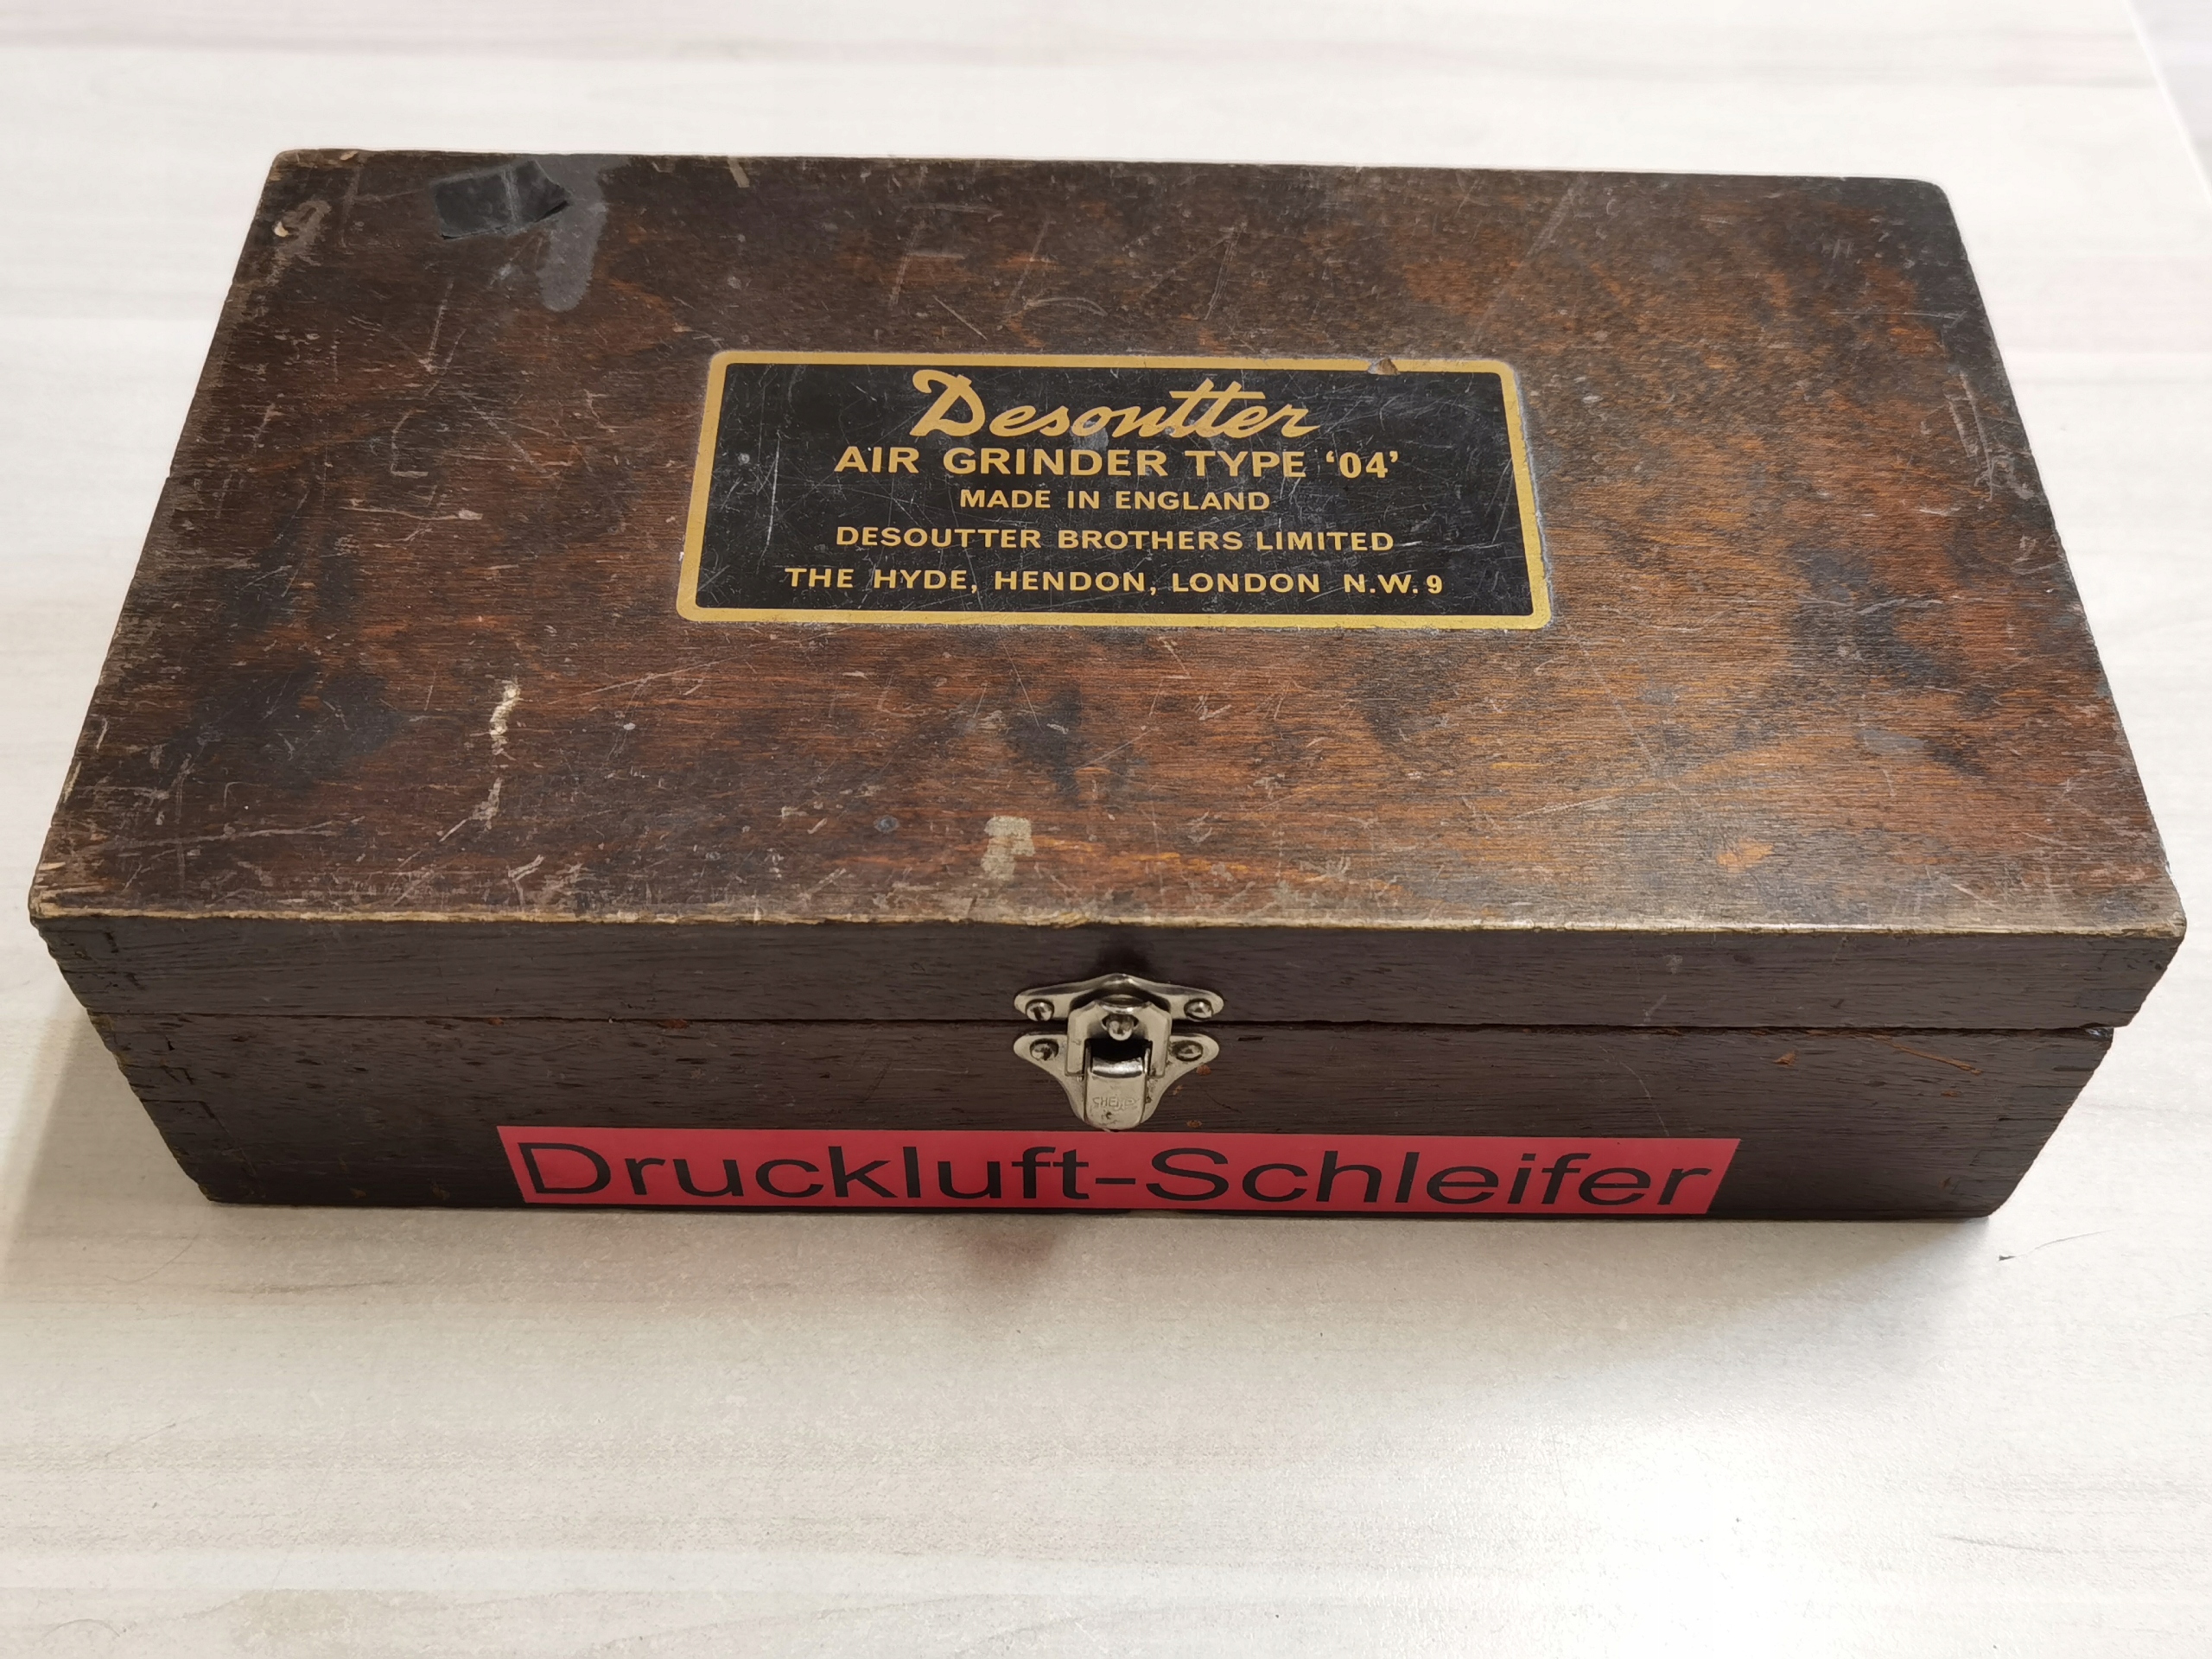 Desoutter
AIR GRINDER TYPE ‘04’
MADE IN ENGLAND
DESOUTTER BROTHERS LIMITED
THE HYDE, HENDON, LONDON N.W.9
Druckluft-Schleifer